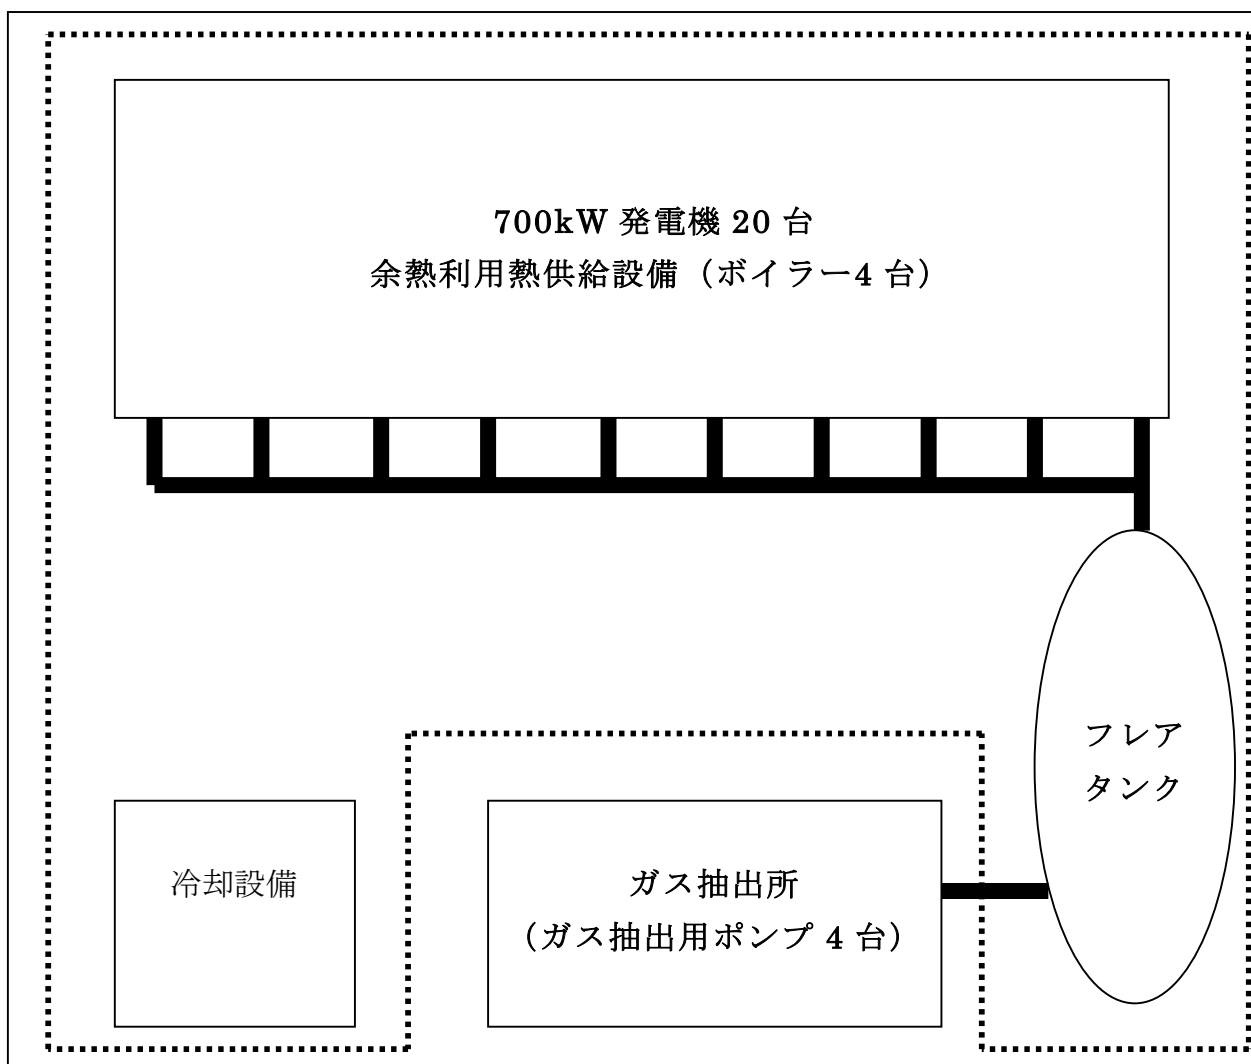 700kW 発電機 20 台
余熱利用熱供給設備（ボイラー4 台）
フレア
タンク
冷却設備
ガス抽出所
（ガス抽出用ポンプ 4 台）